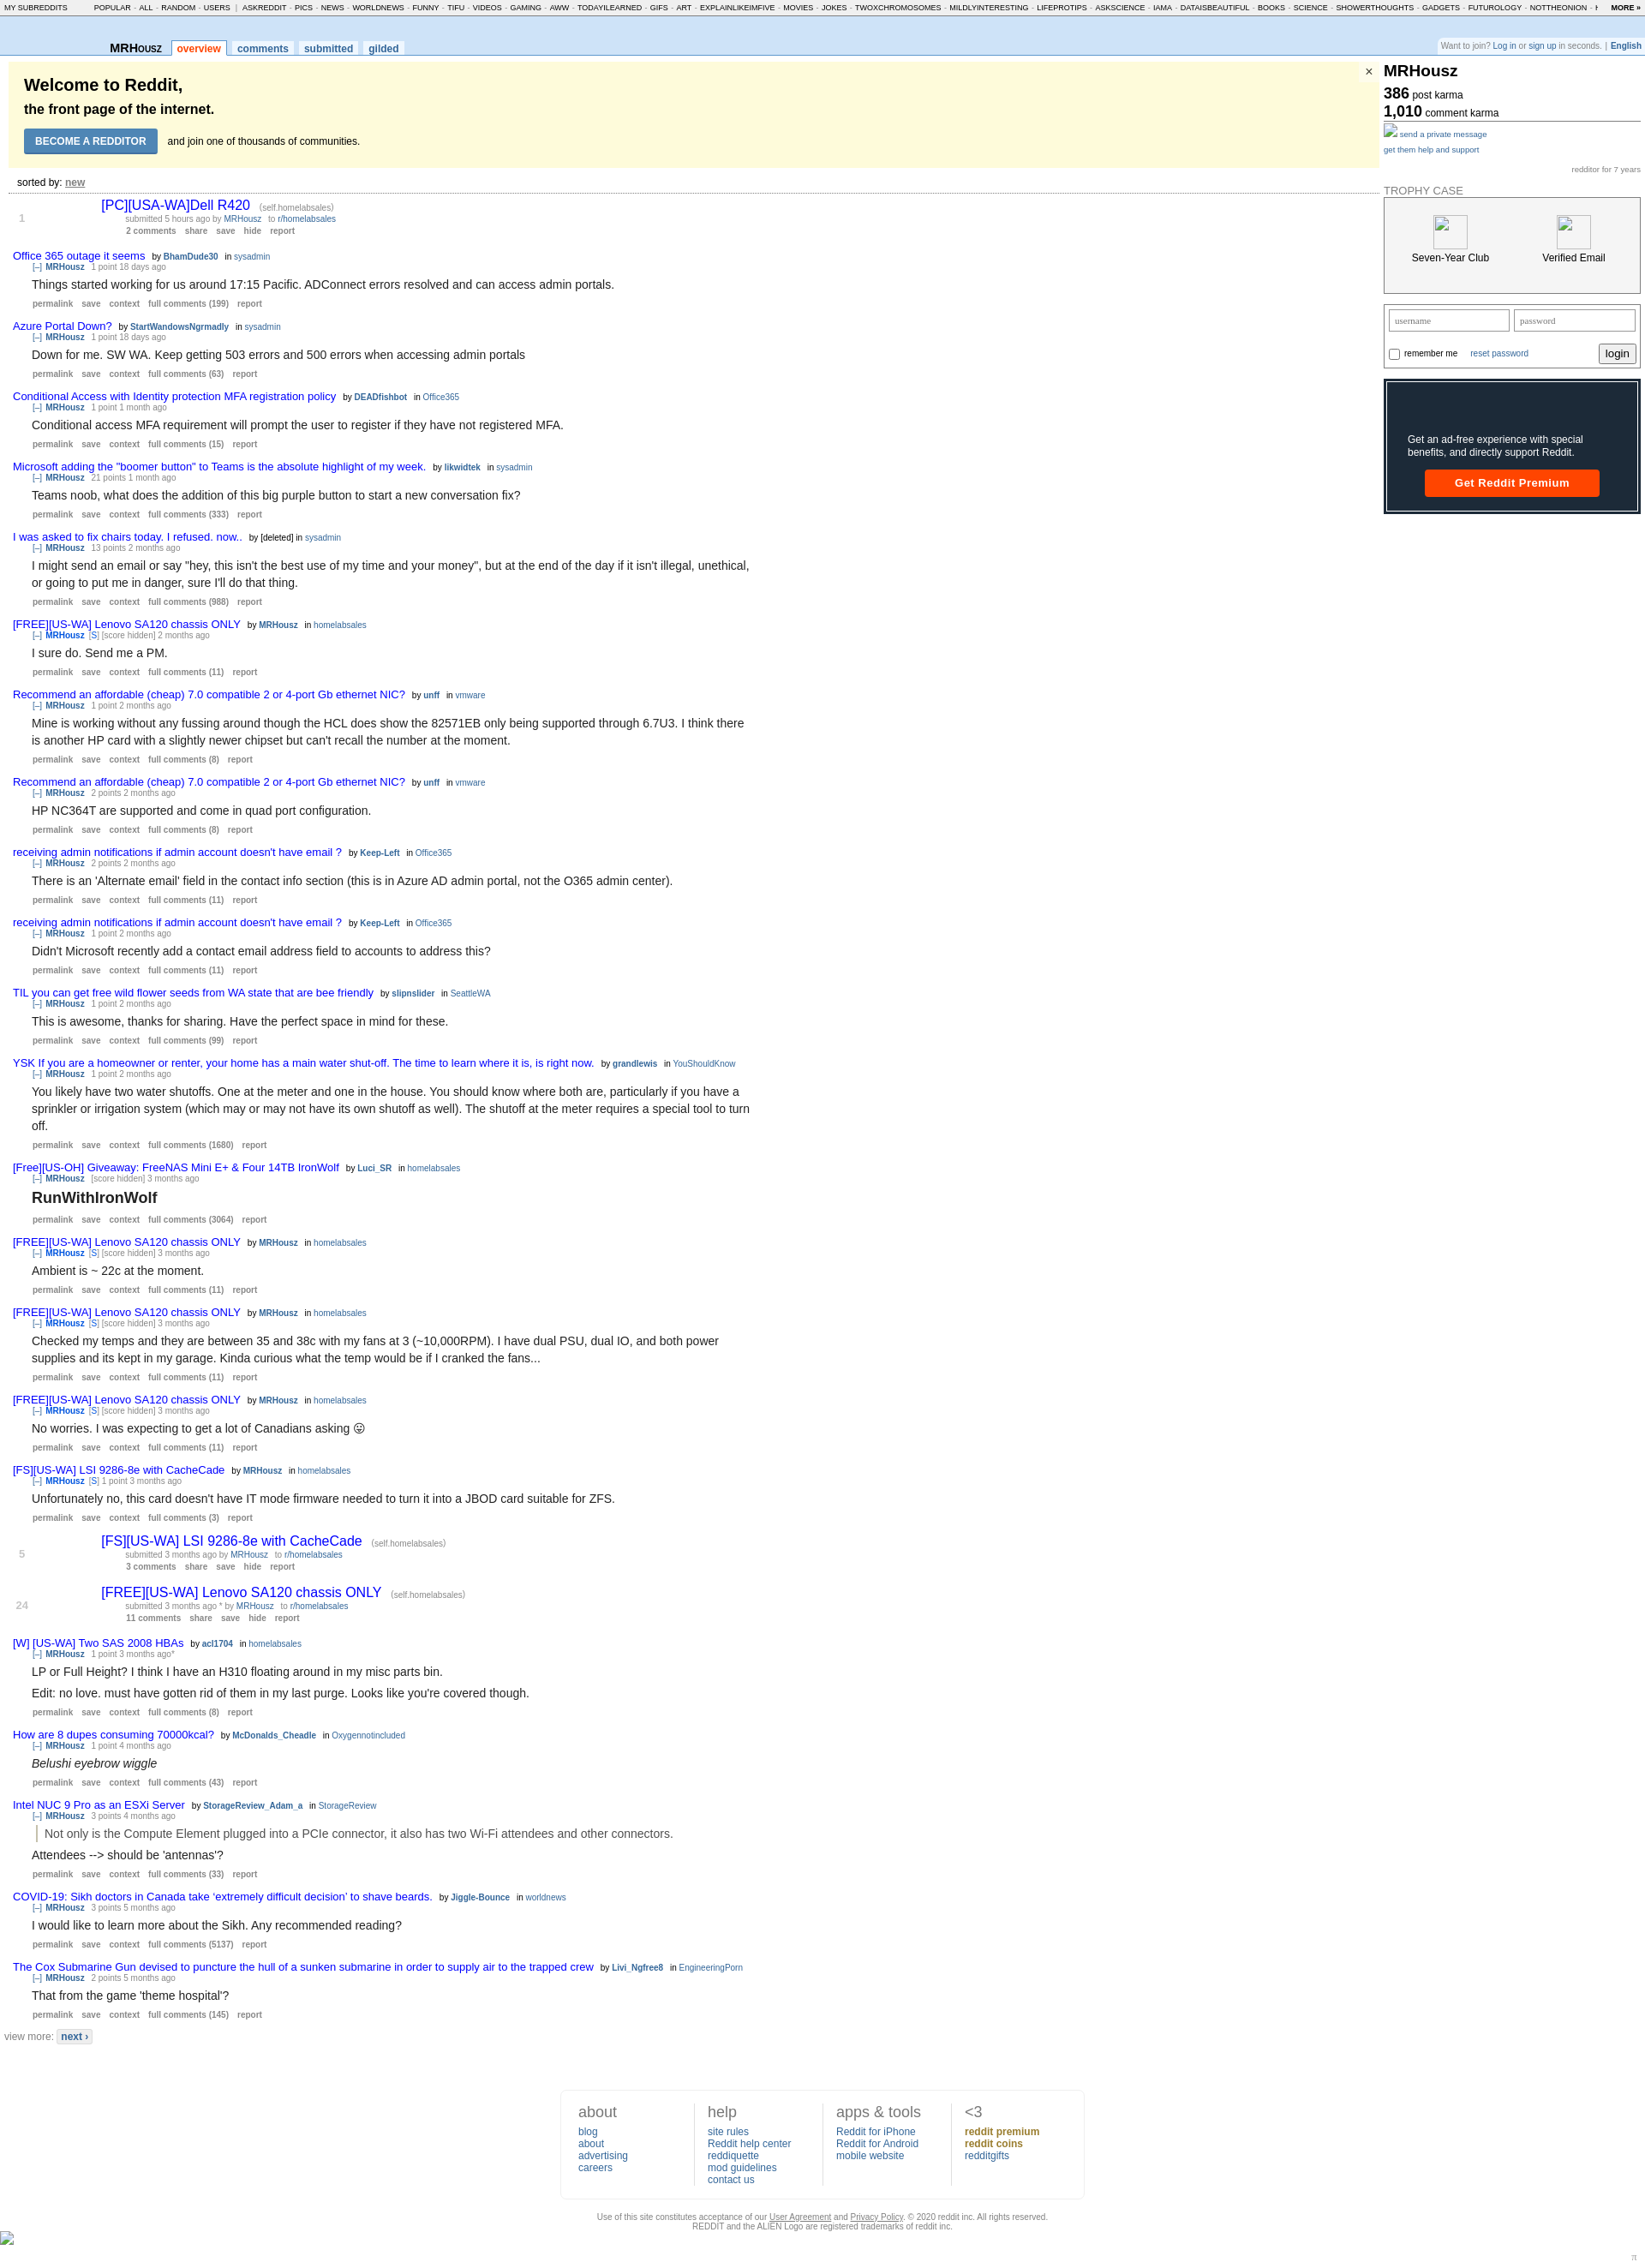 MY SUBREDDITS POPULAR - ALL - RANDOM - USERS | ASKREDDIT - PICS - NEWS - WORLDNEWS - FUNNY - TIFU - VIDEOS - GAMING - AWW - TODAYILEARNED - GIFS - ART - EXPLAINLIKEIMFIVE - MOVIES - JOKES - TWOXCHROMOSOMES - MILDLYINTERESTING - LIFEPROTIPS - ASKSCIENCE - IAMA - DATAISBEAUTIFUL - BOOKS - SCIENCE - SHOWERTHOUGHTS - GADGETS - FUTUROLOGY - NOTTHEONION - MORE »
MRHousz overview comments submitted gilded
Want to join? Log in or sign up in seconds. | English
Welcome to Reddit,
the front page of the internet.
BECOME A REDDITOR and join one of thousands of communities.
×
MRHousz
386 post karma
1,010 comment karma
send a private message
get them help and support
redditor for 7 years
TROPHY CASE
Seven-Year Club Verified Email
username password
remember me reset password login
Get an ad-free experience with special
benefits, and directly support Reddit.
Get Reddit Premium
sorted by: new
1
[PC][USA-WA]Dell R420 (self.homelabsales)
submitted 5 hours ago by MRHousz to r/homelabsales
2 comments share save hide report
Office 365 outage it seems by BhamDude30 in sysadmin
[–] MRHousz 1 point 18 days ago
Things started working for us around 17:15 Pacific. ADConnect errors resolved and can access admin portals.
permalink save context full comments (199) report
Azure Portal Down? by StartWandowsNgrmadly in sysadmin
[–] MRHousz 1 point 18 days ago
Down for me. SW WA. Keep getting 503 errors and 500 errors when accessing admin portals
permalink save context full comments (63) report
Conditional Access with Identity protection MFA registration policy by DEADfishbot in Office365
[–] MRHousz 1 point 1 month ago
Conditional access MFA requirement will prompt the user to register if they have not registered MFA.
permalink save context full comments (15) report
Microsoft adding the "boomer button" to Teams is the absolute highlight of my week. by likwidtek in sysadmin
[–] MRHousz 21 points 1 month ago
Teams noob, what does the addition of this big purple button to start a new conversation fix?
permalink save context full comments (333) report
I was asked to fix chairs today. I refused. now.. by [deleted] in sysadmin
[–] MRHousz 13 points 2 months ago
I might send an email or say "hey, this isn't the best use of my time and your money", but at the end of the day if it isn't illegal, unethical,
or going to put me in danger, sure I'll do that thing.
permalink save context full comments (988) report
[FREE][US-WA] Lenovo SA120 chassis ONLY by MRHousz in homelabsales
[–] MRHousz [S] [score hidden] 2 months ago
I sure do. Send me a PM.
permalink save context full comments (11) report
Recommend an affordable (cheap) 7.0 compatible 2 or 4-port Gb ethernet NIC? by unff in vmware
[–] MRHousz 1 point 2 months ago
Mine is working without any fussing around though the HCL does show the 82571EB only being supported through 6.7U3. I think there
is another HP card with a slightly newer chipset but can't recall the number at the moment.
permalink save context full comments (8) report
Recommend an affordable (cheap) 7.0 compatible 2 or 4-port Gb ethernet NIC? by unff in vmware
[–] MRHousz 2 points 2 months ago
HP NC364T are supported and come in quad port configuration.
permalink save context full comments (8) report
receiving admin notifications if admin account doesn't have email ? by Keep-Left in Office365
[–] MRHousz 2 points 2 months ago
There is an 'Alternate email' field in the contact info section (this is in Azure AD admin portal, not the O365 admin center).
permalink save context full comments (11) report
receiving admin notifications if admin account doesn't have email ? by Keep-Left in Office365
[–] MRHousz 1 point 2 months ago
Didn't Microsoft recently add a contact email address field to accounts to address this?
permalink save context full comments (11) report
TIL you can get free wild flower seeds from WA state that are bee friendly by slipnslider in SeattleWA
[–] MRHousz 1 point 2 months ago
This is awesome, thanks for sharing. Have the perfect space in mind for these.
permalink save context full comments (99) report
YSK If you are a homeowner or renter, your home has a main water shut-off. The time to learn where it is, is right now. by grandlewis in YouShouldKnow
[–] MRHousz 1 point 2 months ago
You likely have two water shutoffs. One at the meter and one in the house. You should know where both are, particularly if you have a
sprinkler or irrigation system (which may or may not have its own shutoff as well). The shutoff at the meter requires a special tool to turn
off.
permalink save context full comments (1680) report
[Free][US-OH] Giveaway: FreeNAS Mini E+ & Four 14TB IronWolf by Luci_SR in homelabsales
[–] MRHousz [score hidden] 3 months ago
RunWithIronWolf
permalink save context full comments (3064) report
[FREE][US-WA] Lenovo SA120 chassis ONLY by MRHousz in homelabsales
[–] MRHousz [S] [score hidden] 3 months ago
Ambient is ~ 22c at the moment.
permalink save context full comments (11) report
[FREE][US-WA] Lenovo SA120 chassis ONLY by MRHousz in homelabsales
[–] MRHousz [S] [score hidden] 3 months ago
Checked my temps and they are between 35 and 38c with my fans at 3 (~10,000RPM). I have dual PSU, dual IO, and both power
supplies and its kept in my garage. Kinda curious what the temp would be if I cranked the fans...
permalink save context full comments (11) report
[FREE][US-WA] Lenovo SA120 chassis ONLY by MRHousz in homelabsales
[–] MRHousz [S] [score hidden] 3 months ago
No worries. I was expecting to get a lot of Canadians asking 😛
permalink save context full comments (11) report
[FS][US-WA] LSI 9286-8e with CacheCade by MRHousz in homelabsales
[–] MRHousz [S] 1 point 3 months ago
Unfortunately no, this card doesn't have IT mode firmware needed to turn it into a JBOD card suitable for ZFS.
permalink save context full comments (3) report
5
[FS][US-WA] LSI 9286-8e with CacheCade (self.homelabsales)
submitted 3 months ago by MRHousz to r/homelabsales
3 comments share save hide report
24
[FREE][US-WA] Lenovo SA120 chassis ONLY (self.homelabsales)
submitted 3 months ago * by MRHousz to r/homelabsales
11 comments share save hide report
[W] [US-WA] Two SAS 2008 HBAs by acl1704 in homelabsales
[–] MRHousz 1 point 3 months ago*
LP or Full Height? I think I have an H310 floating around in my misc parts bin.
Edit: no love. must have gotten rid of them in my last purge. Looks like you're covered though.
permalink save context full comments (8) report
How are 8 dupes consuming 70000kcal? by McDonalds_Cheadle in Oxygennotincluded
[–] MRHousz 1 point 4 months ago
Belushi eyebrow wiggle
permalink save context full comments (43) report
Intel NUC 9 Pro as an ESXi Server by StorageReview_Adam_a in StorageReview
[–] MRHousz 3 points 4 months ago
Not only is the Compute Element plugged into a PCIe connector, it also has two Wi-Fi attendees and other connectors.
Attendees --> should be 'antennas'?
permalink save context full comments (33) report
COVID-19: Sikh doctors in Canada take ‘extremely difficult decision’ to shave beards. by Jiggle-Bounce in worldnews
[–] MRHousz 3 points 5 months ago
I would like to learn more about the Sikh. Any recommended reading?
permalink save context full comments (5137) report
The Cox Submarine Gun devised to puncture the hull of a sunken submarine in order to supply air to the trapped crew by Livi_Ngfree8 in EngineeringPorn
[–] MRHousz 2 points 5 months ago
That from the game 'theme hospital'?
permalink save context full comments (145) report
view more: next ›
about help apps & tools <3
blog site rules Reddit for iPhone reddit premium
about Reddit help center Reddit for Android reddit coins
advertising reddiquette mobile website redditgifts
careers mod guidelines
contact us
Use of this site constitutes acceptance of our User Agreement and Privacy Policy. © 2020 reddit inc. All rights reserved.
REDDIT and the ALIEN Logo are registered trademarks of reddit inc.
π